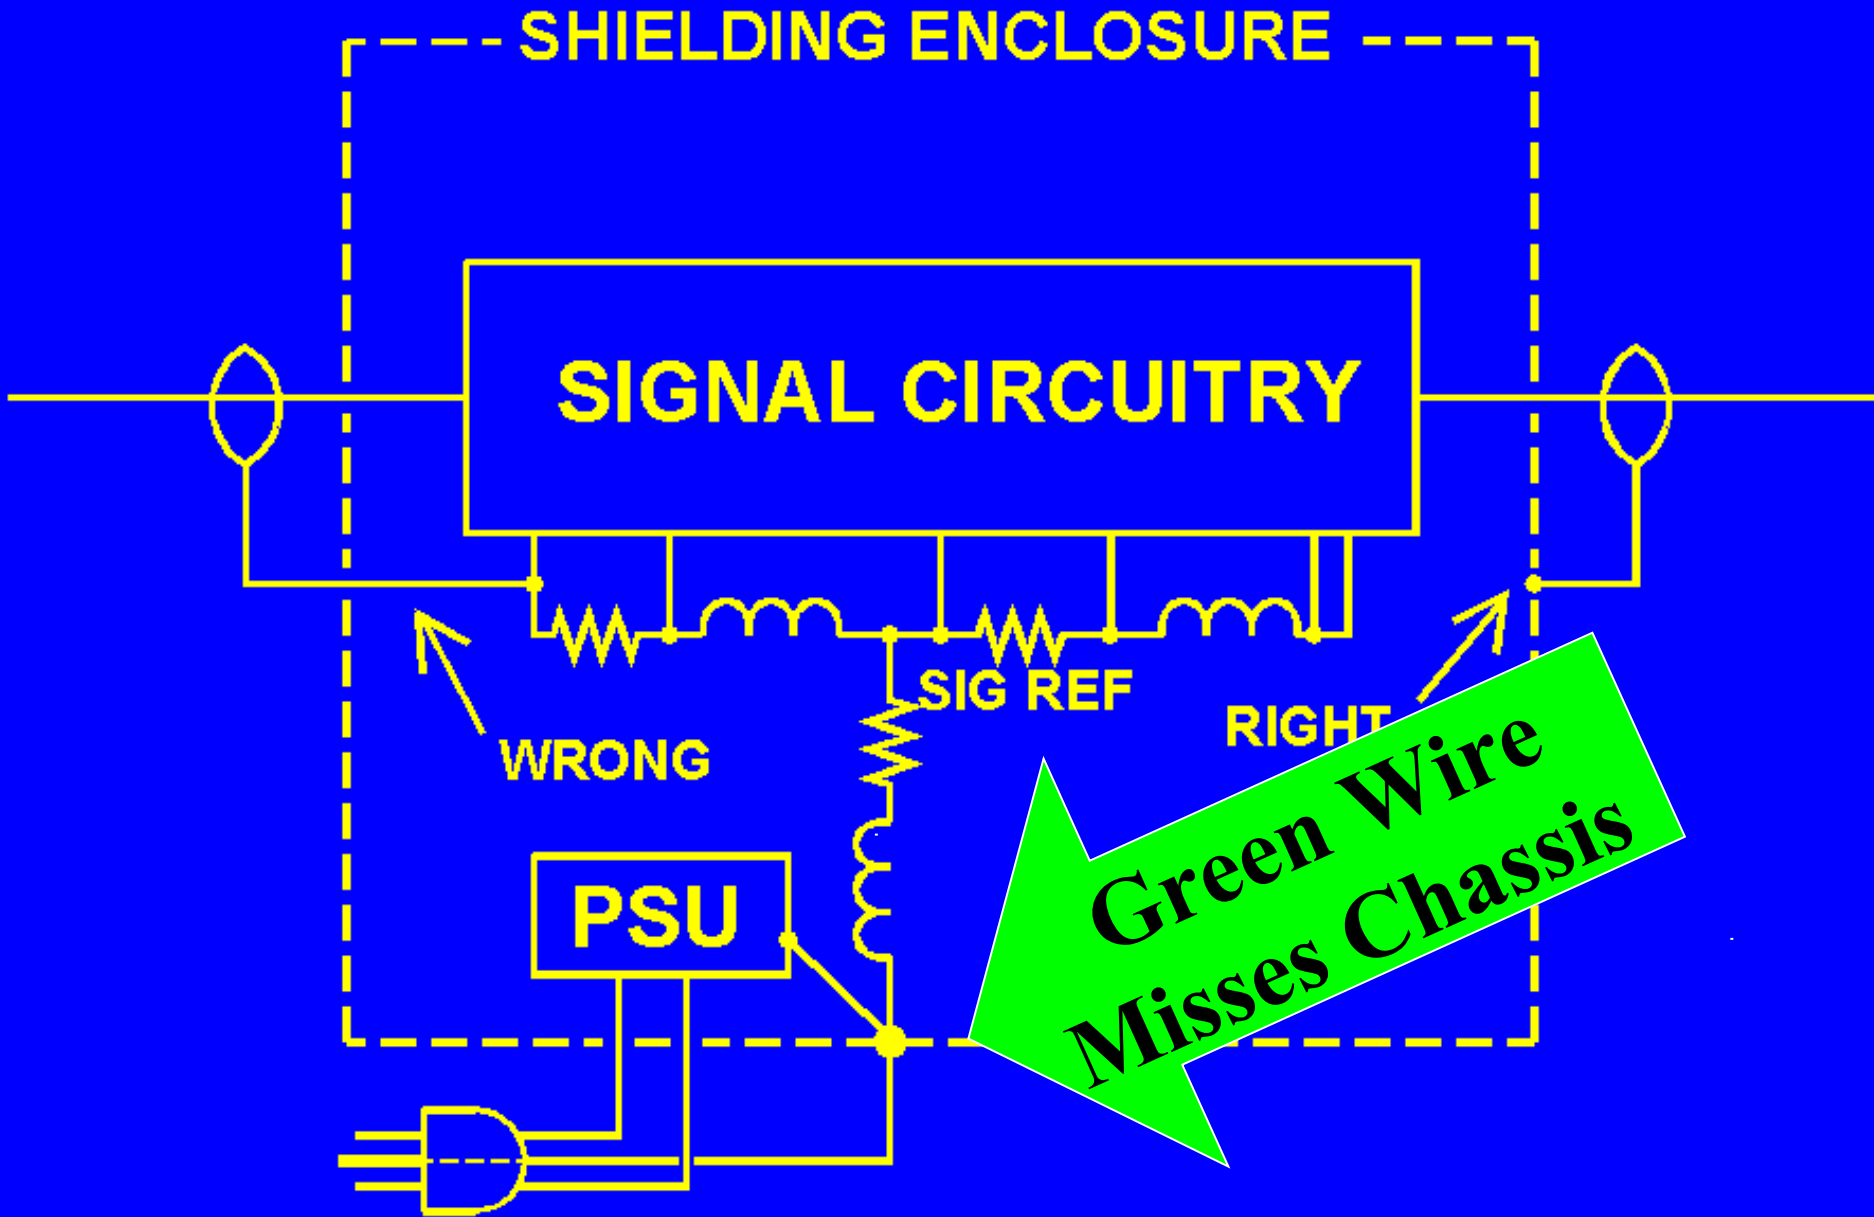 SHIELDING ENCLOSURE
SIGNAL CIRCUITRY
SIG REF
RIGHT
WRONG
Green Wire
Misses Chassis
PSU